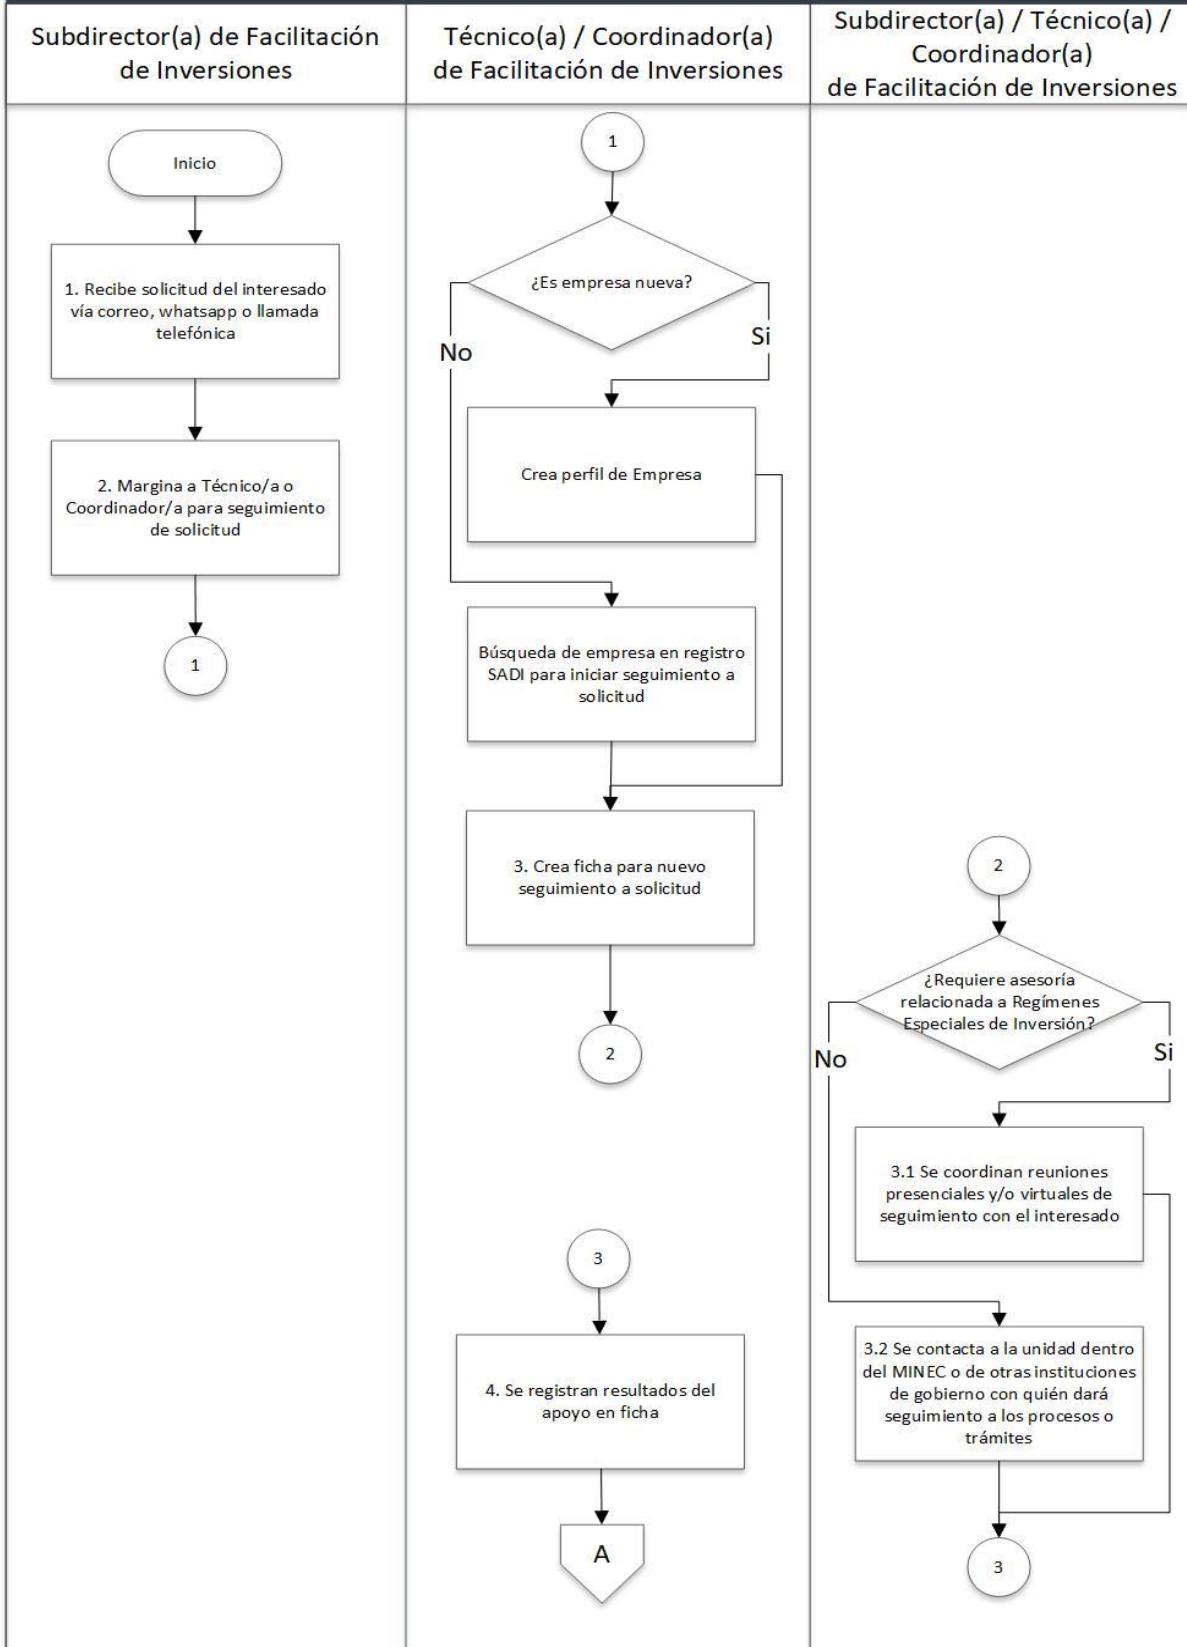 Subdirector(a) de Facilitación
de Inversiones
Técnico(a) / Coordinador(a)
de Facilitación de Inversiones
Subdirector(a) / Técnico(a) /
Coordinador(a)
de Facilitación de Inversiones
Inicio
1. Recibe solicitud del interesado
vía correo, whatsapp o llamada
telefónica
2. Margina a Técnico/a o
Coordinador/a para seguimiento
de solicitud
1
1
¿Es empresa nueva?
No
Si
Crea perfil de Empresa
Búsqueda de empresa en registro
SADI para iniciar seguimiento a
solicitud
3. Crea ficha para nuevo
seguimiento a solicitud
2
2
¿Requiere asesoría
relacionada a Regímenes
Especiales de Inversión?
No
Si
3.1 Se coordinan reuniones
presenciales y/o virtuales de
seguimiento con el interesado
3.2 Se contacta a la unidad dentro
del MINEC o de otras instituciones
de gobierno con quién dará
seguimiento a los procesos o
trámites
3
3
4. Se registran resultados del
apoyo en ficha
A